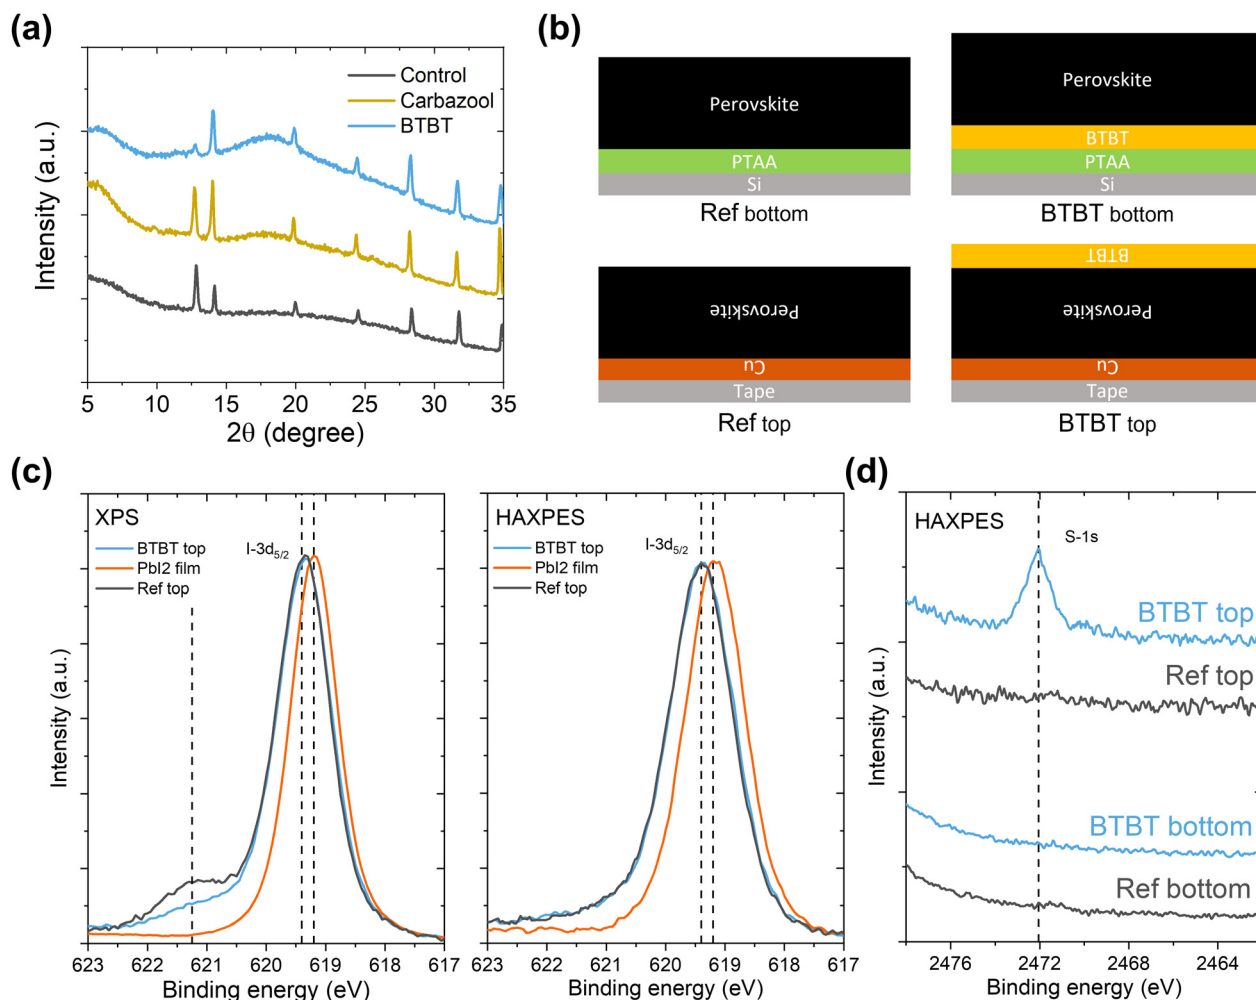 (a)
Intensity (a.u.)
Control
Carbazool
BTBT
5 10 15 20 25 30 35
2θ (degree)
(b)
Perovskite
PTAA
Si
Ref bottom
Perovskite
BTBT
PTAA
Si
BTBT bottom
Perovskite
Cu
Tape
Ref top
BTBT
Perovskite
Cu
Tape
BTBT top
(c)
XPS
BTBT top
PbI2 film
Ref top
I-3d5/2
Intensity (a.u.)
623 622 621 620 619 618 617
Binding energy (eV)
HAXPES
BTBT top
PbI2 film
Ref top
I-3d5/2
Intensity (a.u.)
623 622 621 620 619 618 617
Binding energy (eV)
(d)
HAXPES
S-1s
BTBT top
Ref top
BTBT bottom
Ref bottom
Intensity (a.u.)
2476 2472 2468 2464
Binding energy (eV)